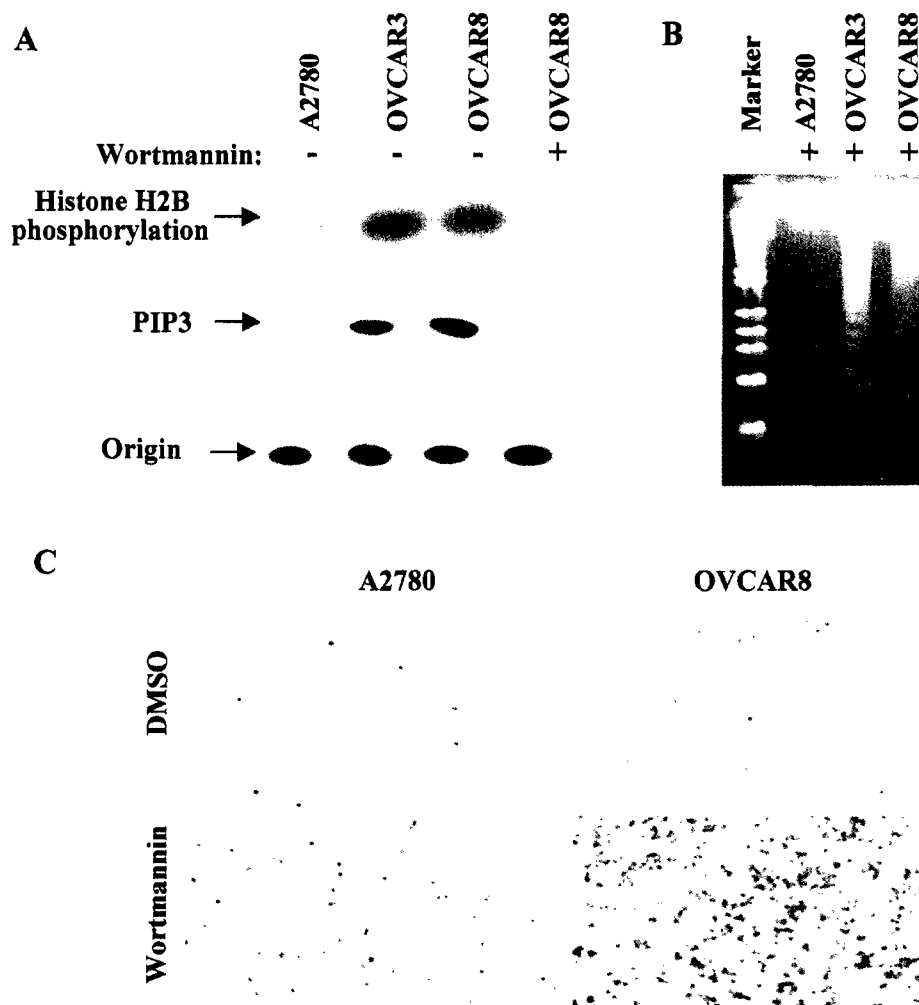 A
A2780
OVCAR3
OVCAR8
OVCAR8
Wortmannin:
-
-
-
+
Histone H2B
phosphorylation
PIP3
Origin
B
Marker
A2780
OVCAR3
OVCAR8
+
+
+
C
A2780
OVCAR8
DMSO
Wortmannin